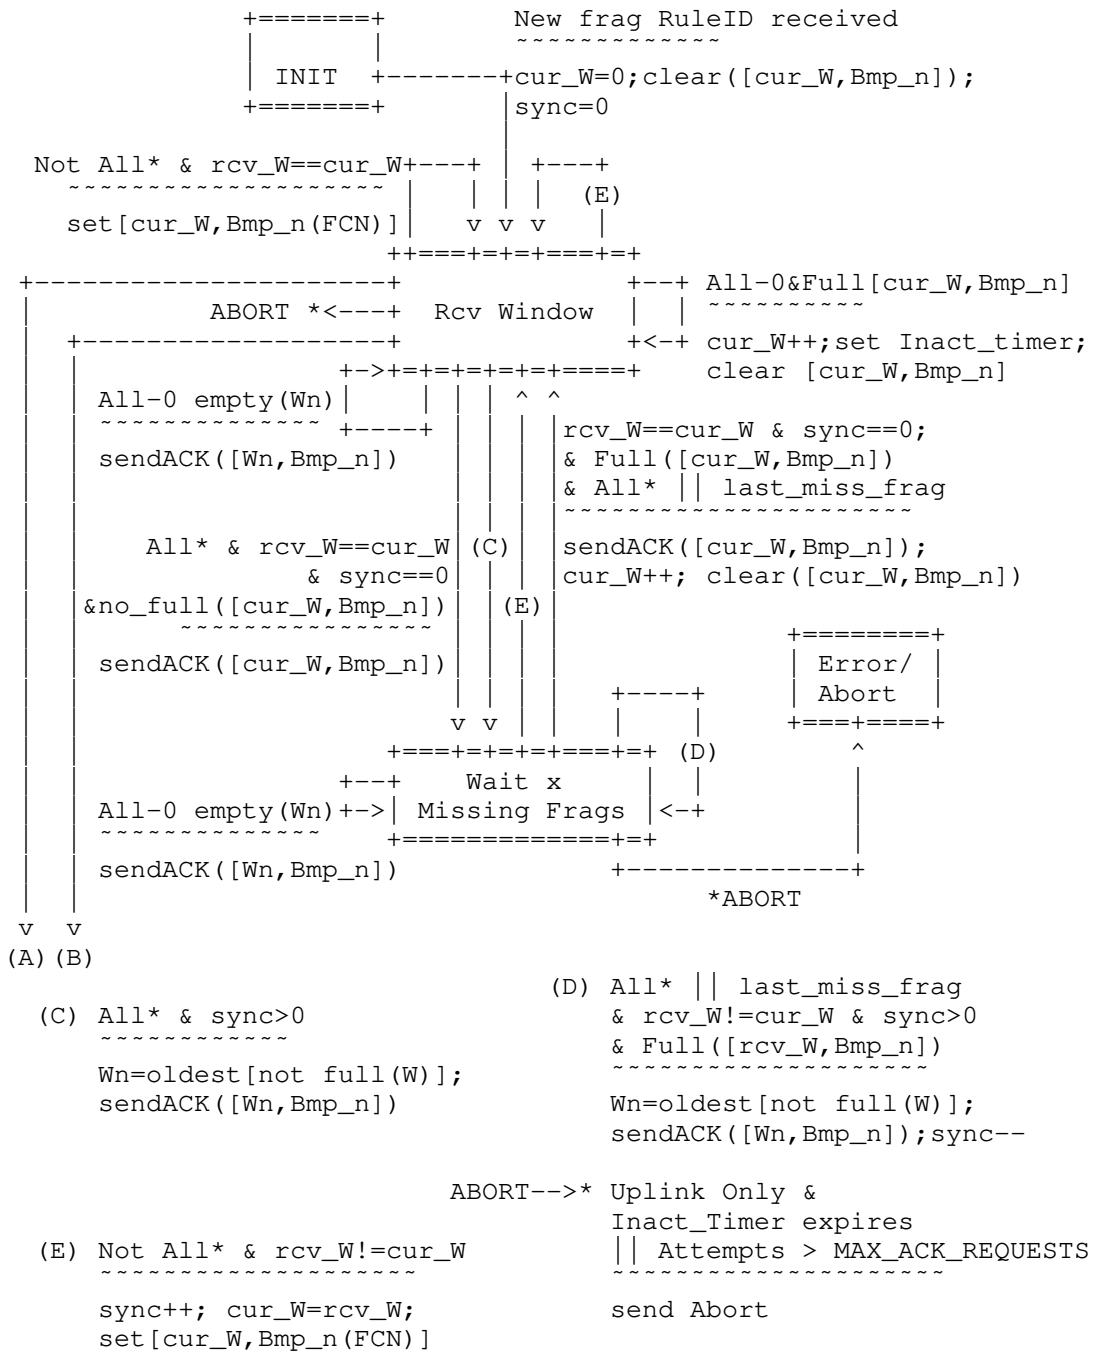 New frag RuleID received
INIT cur_W=0;clear([cur_W,Bmp_n]);
sync=0
Not All* & rcv_W==cur_W
(E)
set[cur_W,Bmp_n(FCN)]
All-0&Full[cur_W,Bmp_n]
ABORT * Rcv Window
cur_W++;set Inact_timer;
clear [cur_W,Bmp_n]
All-0 empty(Wn)
rcv_W==cur_W & sync==0;
sendACK([Wn,Bmp_n]) & Full([cur_W,Bmp_n])
& All* || last_miss_frag
All* & rcv_W==cur_W (C) sendACK([cur_W,Bmp_n]);
& sync==0 cur_W++; clear([cur_W,Bmp_n])
&no_full([cur_W,Bmp_n]) (E)
sendACK([cur_W,Bmp_n]) Error/
Abort
(D)
Wait x
All-0 empty(Wn) Missing Frags
sendACK([Wn,Bmp_n])
*ABORT
(A) (B)
(D) All* || last_miss_frag
(C) All* & sync>0 & rcv_W!=cur_W & sync>0
& Full([rcv_W,Bmp_n])
Wn=oldest[not full(W)];
sendACK([Wn,Bmp_n]) Wn=oldest[not full(W)];
sendACK([Wn,Bmp_n]);sync--
ABORT-->* Uplink Only &
Inact_Timer expires
(E) Not All* & rcv_W!=cur_W || Attempts > MAX_ACK_REQUESTS
sync++; cur_W=rcv_W; send Abort
set[cur_W,Bmp_n(FCN)]